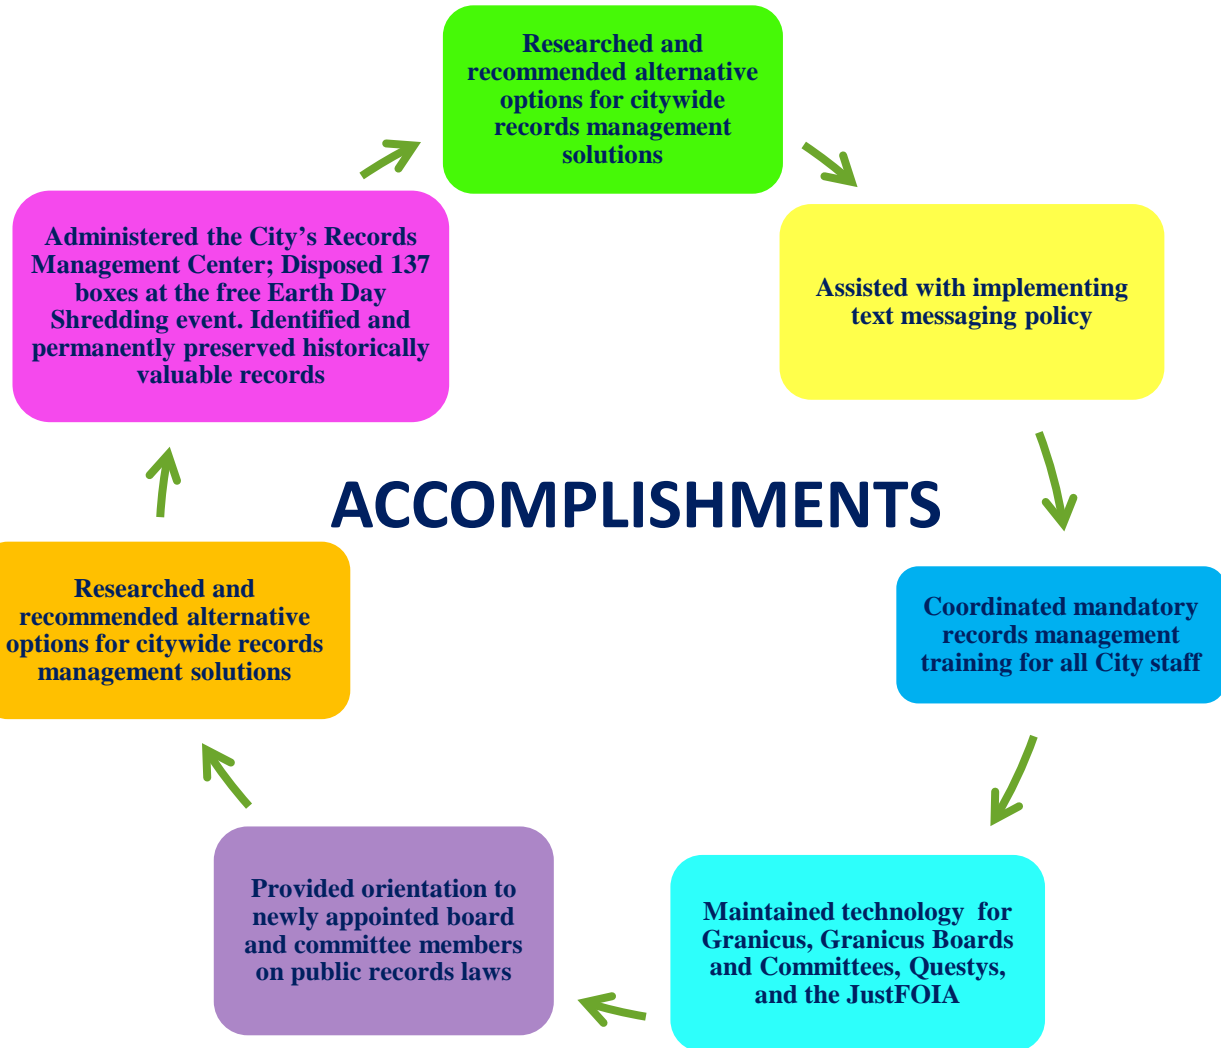 Researched and
recommended alternative
options for citywide
records management
solutions
Assisted with implementing
text messaging policy
Coordinated mandatory
records management
training for all City staff
Maintained technology  for
Granicus, Granicus Boards
and Committees, Questys,
and the JustFOIA
Provided orientation to
newly appointed board
and committee members
on public records laws
Researched and
recommended alternative
options for citywide records
management solutions
Administered the City’s Records
Management Center; Disposed 137
boxes at the free Earth Day
Shredding event. Identified and
permanently preserved historically
valuable records
ACCOMPLISHMENTS